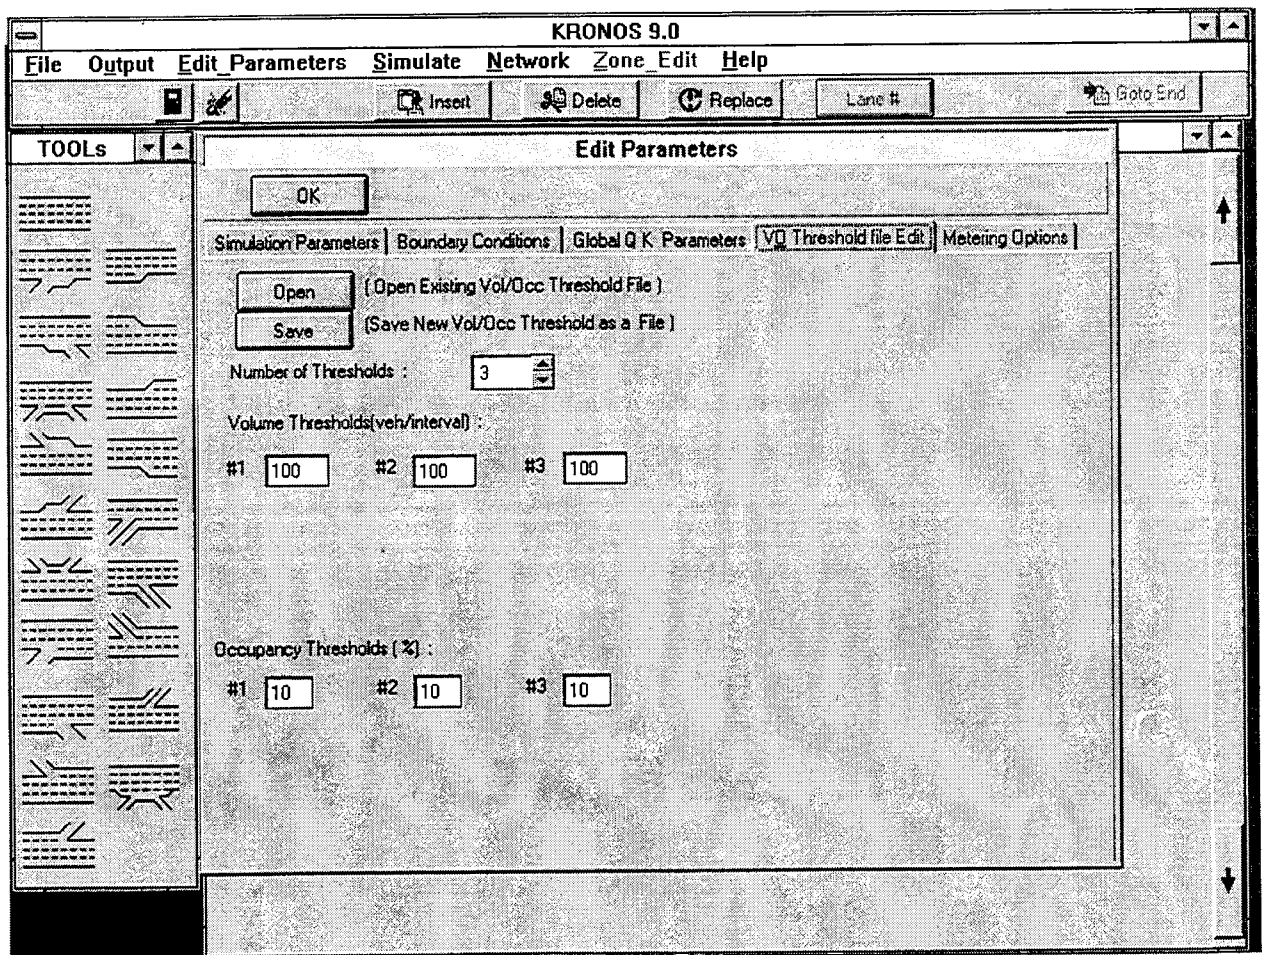 KRONOS 9.0
File Output Edit_Parameters Simulate Network Zone_Edit Help
Insert Delete Replace Lane # Goto End
TOOLs
Edit Parameters
OK
Simulation Parameters Boundary Conditions Global Q K Parameters VO Threshold file Edit Metering Options
Open ( Open Existing Vol/Occ Threshold File )
Save (Save New Vol/Occ Threshold as a File )
Number of Thresholds : 3
Volume Thresholds(veh/interval) :
#1 100 #2 100 #3 100
Occupancy Thresholds ( %) :
#1 10 #2 10 #3 10